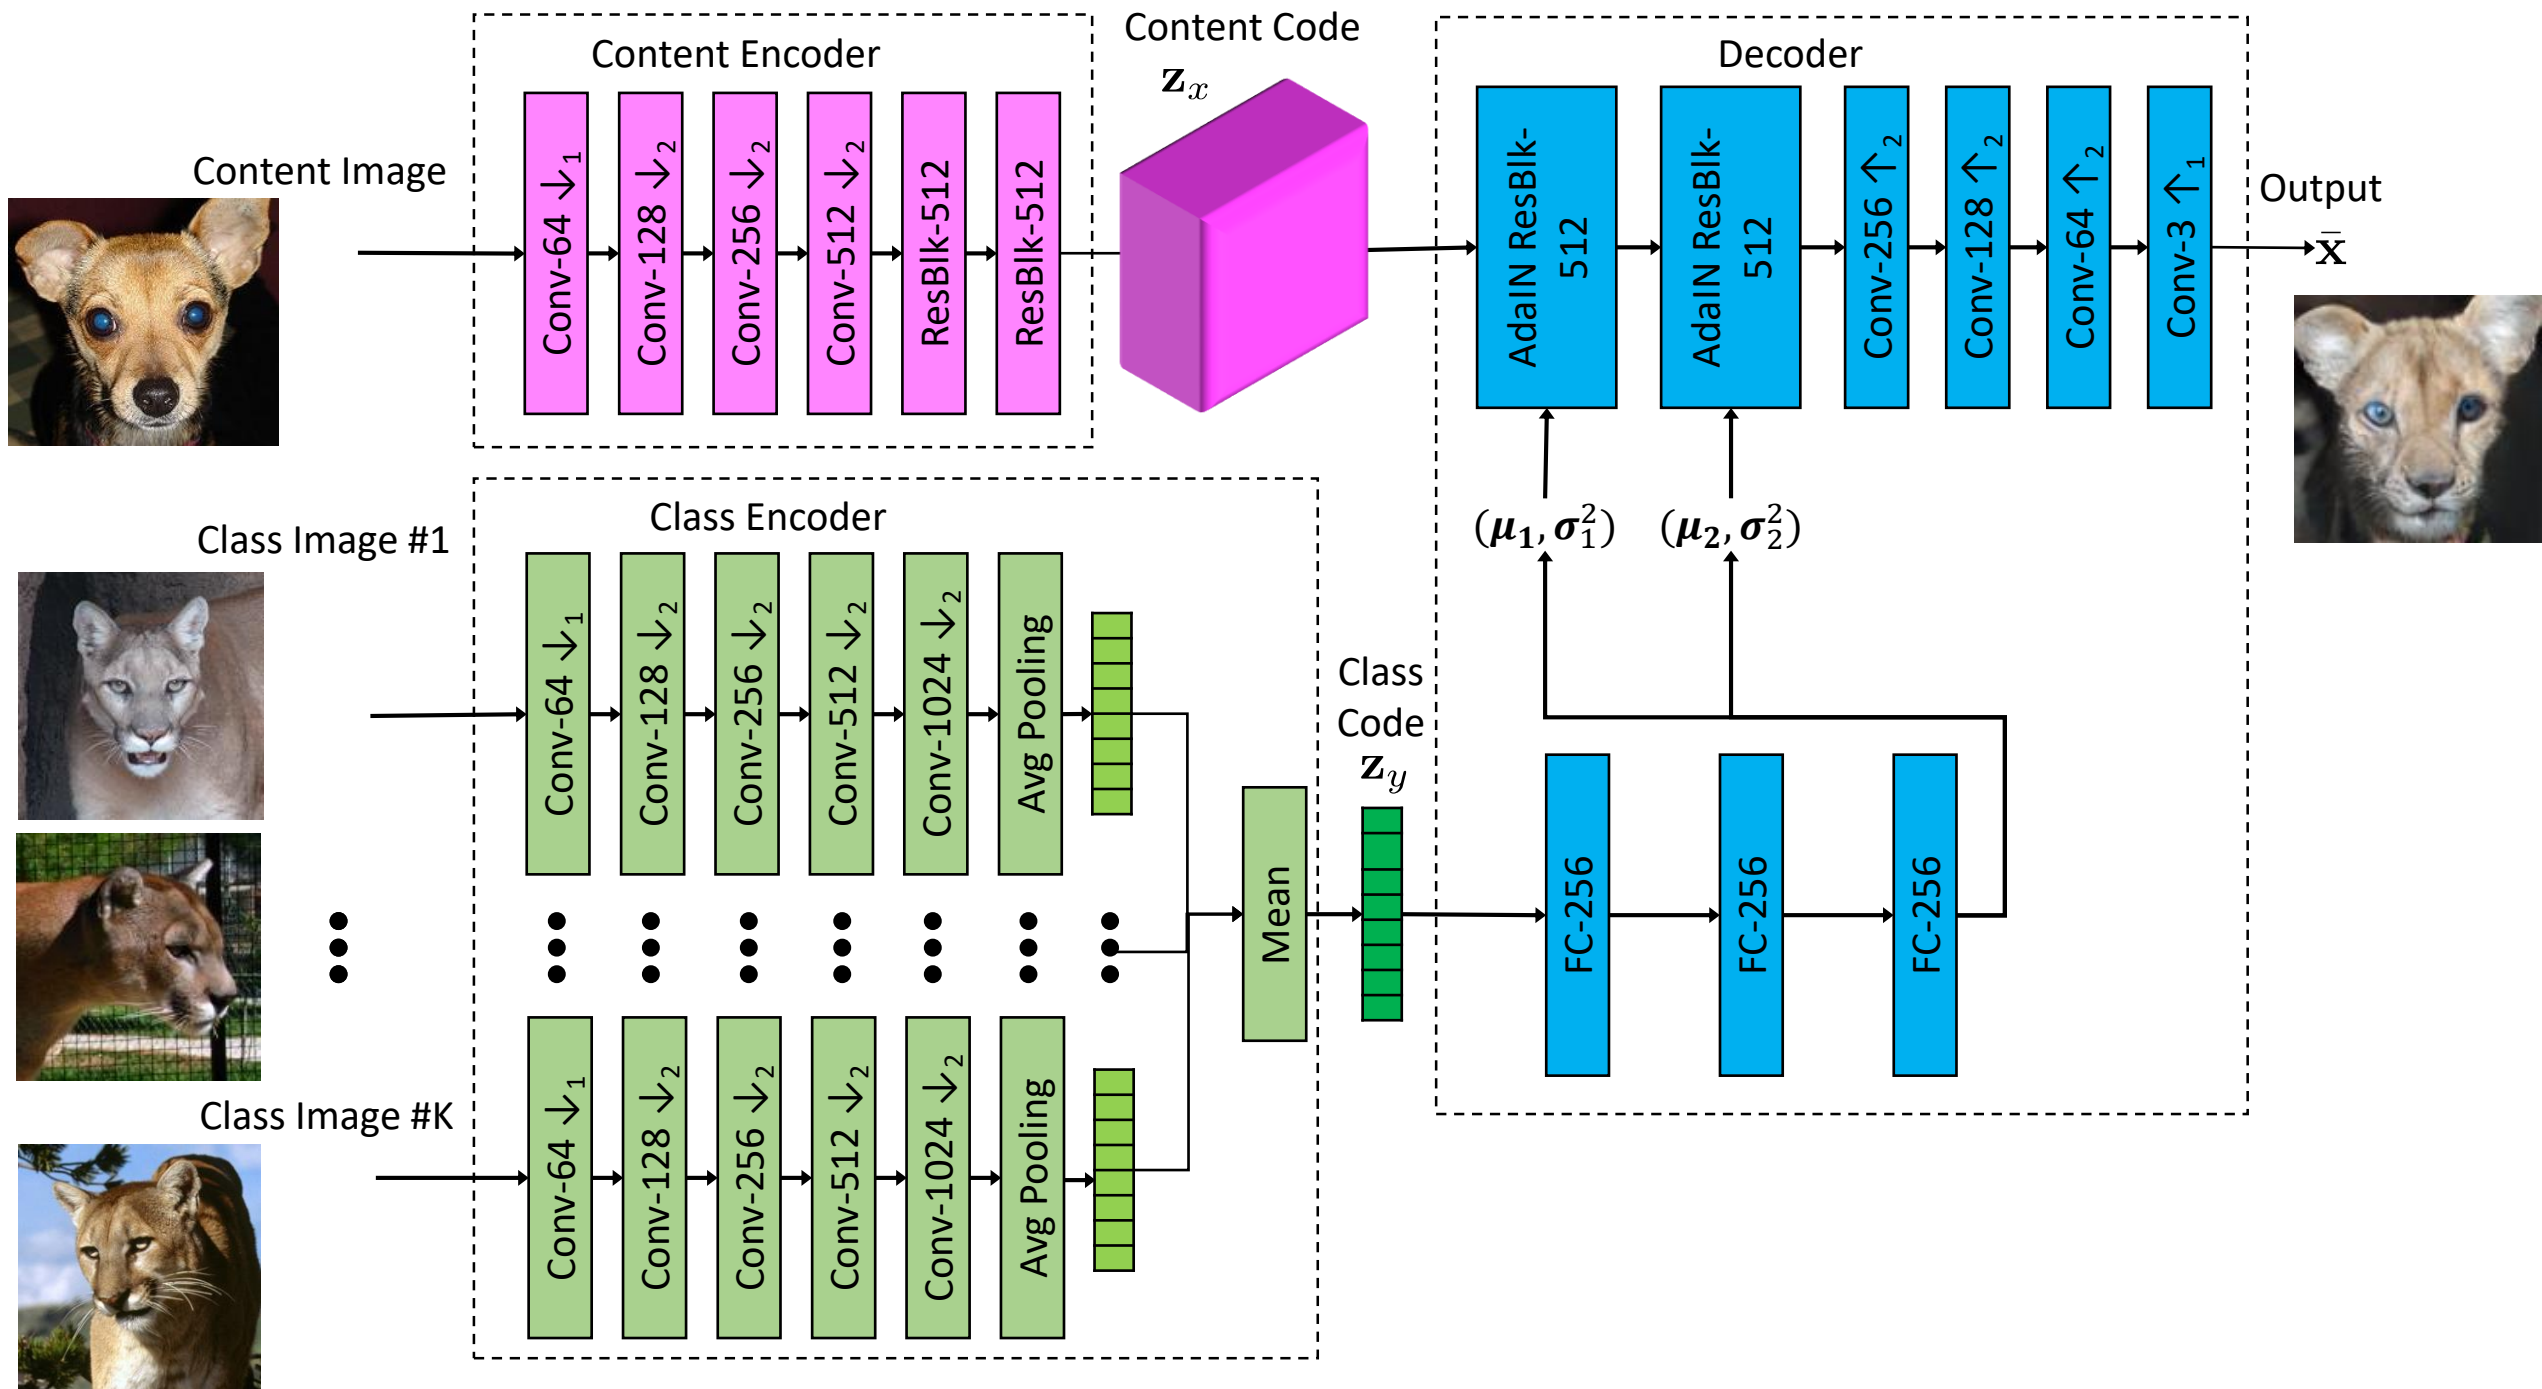 Content Encoder
Content Code
𝐳ₓ
Decoder
Content Image
Conv-64 ↓₁
Conv-128 ↓₂
Conv-256 ↓₂
Conv-512 ↓₂
ResBlk-512
ResBlk-512
AdaIN ResBlk-
512
AdaIN ResBlk-
512
Conv-256 ↑₂
Conv-128 ↑₂
Conv-64 ↑₂
Conv-3 ↑₁
Output
x̄
(μ₁, σ₁²)
(μ₂, σ₂²)
Class Encoder
Class Image #1
Conv-64 ↓₁
Conv-128 ↓₂
Conv-256 ↓₂
Conv-512 ↓₂
Conv-1024 ↓₂
Avg Pooling
Class
Code
z_y
Mean
FC-256
FC-256
FC-256
Class Image #K
Conv-64 ↓₁
Conv-128 ↓₂
Conv-256 ↓₂
Conv-512 ↓₂
Conv-1024 ↓₂
Avg Pooling